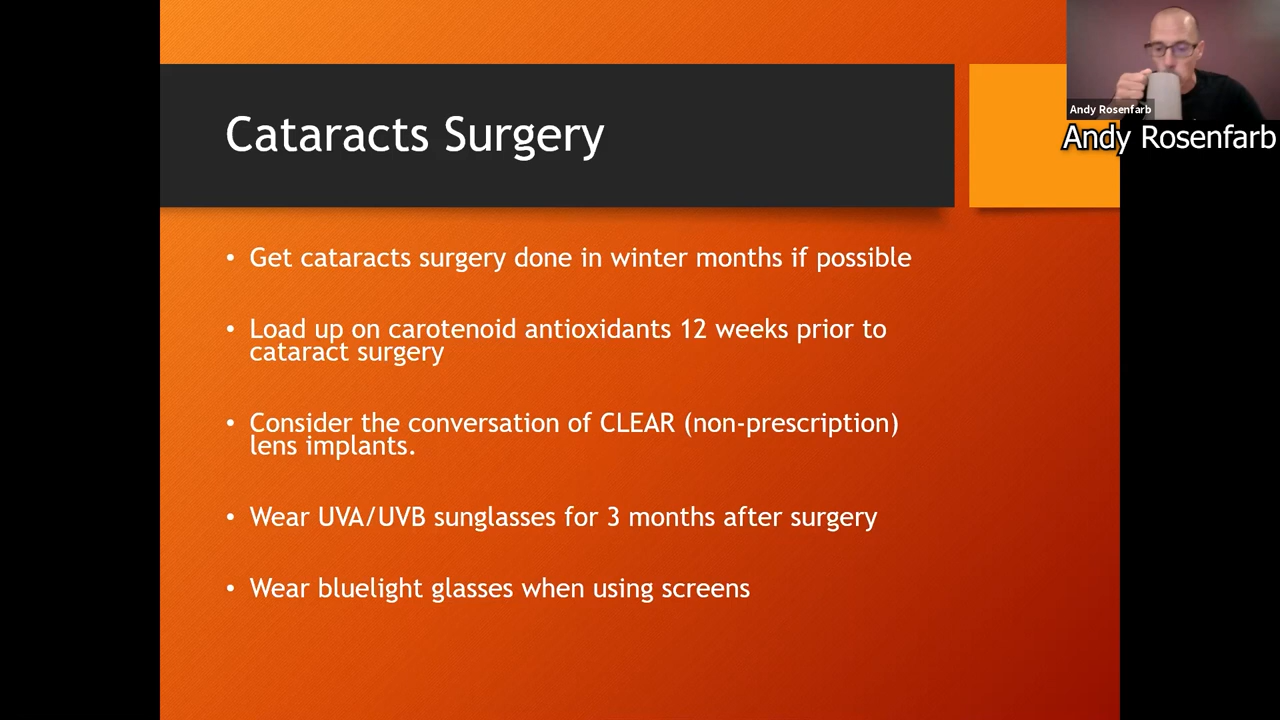 Cataracts Surgery
Andy Rosenfarb
Andy Rosenfarb
• Get cataracts surgery done in winter months if possible
• Load up on carotenoid antioxidants 12 weeks prior to
cataract surgery
• Consider the conversation of CLEAR (non-prescription)
lens implants.
• Wear UVA/UVB sunglasses for 3 months after surgery
• Wear bluelight glasses when using screens